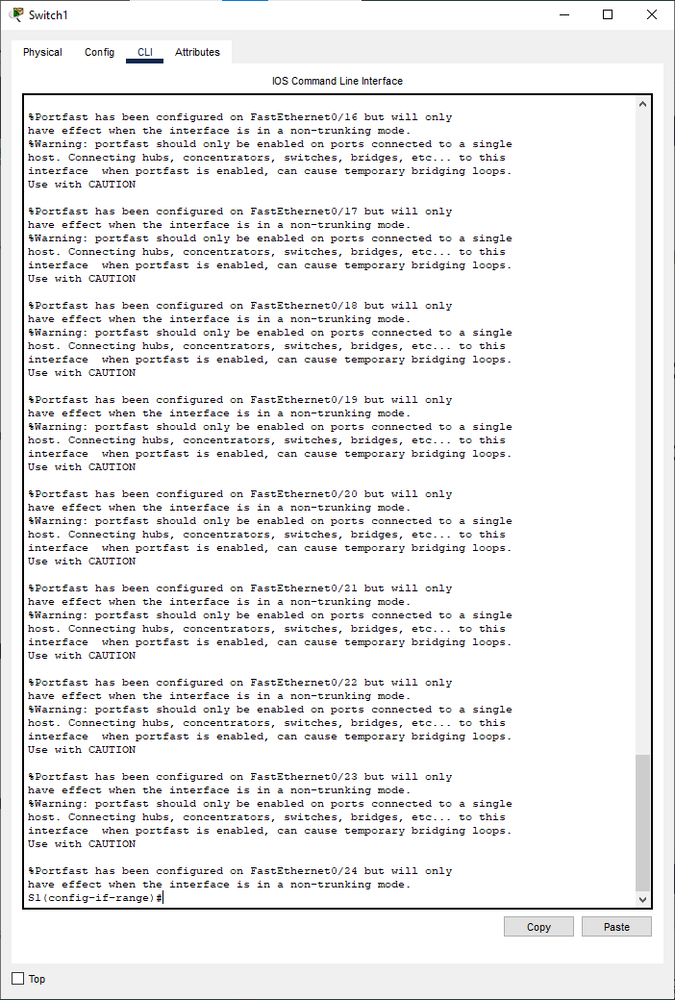 Switch1
Physical Config CLI Attributes
IOS Command Line Interface
%Portfast has been configured on FastEthernet0/16 but will only
have effect when the interface is in a non-trunking mode.
%Warning: portfast should only be enabled on ports connected to a single
host. Connecting hubs, concentrators, switches, bridges, etc... to this
interface  when portfast is enabled, can cause temporary bridging loops.
Use with CAUTION
%Portfast has been configured on FastEthernet0/17 but will only
have effect when the interface is in a non-trunking mode.
%Warning: portfast should only be enabled on ports connected to a single
host. Connecting hubs, concentrators, switches, bridges, etc... to this
interface  when portfast is enabled, can cause temporary bridging loops.
Use with CAUTION
%Portfast has been configured on FastEthernet0/18 but will only
have effect when the interface is in a non-trunking mode.
%Warning: portfast should only be enabled on ports connected to a single
host. Connecting hubs, concentrators, switches, bridges, etc... to this
interface  when portfast is enabled, can cause temporary bridging loops.
Use with CAUTION
%Portfast has been configured on FastEthernet0/19 but will only
have effect when the interface is in a non-trunking mode.
%Warning: portfast should only be enabled on ports connected to a single
host. Connecting hubs, concentrators, switches, bridges, etc... to this
interface  when portfast is enabled, can cause temporary bridging loops.
Use with CAUTION
%Portfast has been configured on FastEthernet0/20 but will only
have effect when the interface is in a non-trunking mode.
%Warning: portfast should only be enabled on ports connected to a single
host. Connecting hubs, concentrators, switches, bridges, etc... to this
interface  when portfast is enabled, can cause temporary bridging loops.
Use with CAUTION
%Portfast has been configured on FastEthernet0/21 but will only
have effect when the interface is in a non-trunking mode.
%Warning: portfast should only be enabled on ports connected to a single
host. Connecting hubs, concentrators, switches, bridges, etc... to this
interface  when portfast is enabled, can cause temporary bridging loops.
Use with CAUTION
%Portfast has been configured on FastEthernet0/22 but will only
have effect when the interface is in a non-trunking mode.
%Warning: portfast should only be enabled on ports connected to a single
host. Connecting hubs, concentrators, switches, bridges, etc... to this
interface  when portfast is enabled, can cause temporary bridging loops.
Use with CAUTION
%Portfast has been configured on FastEthernet0/23 but will only
have effect when the interface is in a non-trunking mode.
%Warning: portfast should only be enabled on ports connected to a single
host. Connecting hubs, concentrators, switches, bridges, etc... to this
interface  when portfast is enabled, can cause temporary bridging loops.
Use with CAUTION
%Portfast has been configured on FastEthernet0/24 but will only
have effect when the interface is in a non-trunking mode.
S1(config-if-range)#
Copy Paste
Top